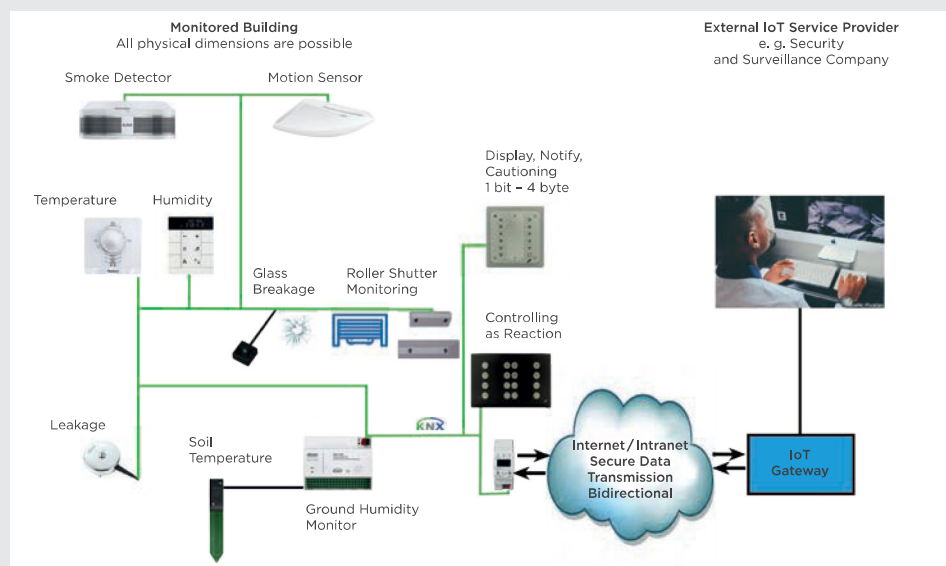 Monitored Building
All physical dimensions are possible
External IoT Service Provider
e. g. Security
and Surveillance Company
Smoke Detector
Motion Sensor
Display, Notify,
Cautioning
1 bit – 4 byte
Temperature
Humidity
Glass
Breakage
Roller Shutter
Monitoring
Controlling
as Reaction
Leakage
Soil
Temperature
KNX
Ground Humidity
Monitor
Internet / Intranet
Secure Data
Transmission
Bidirectional
IoT
Gateway